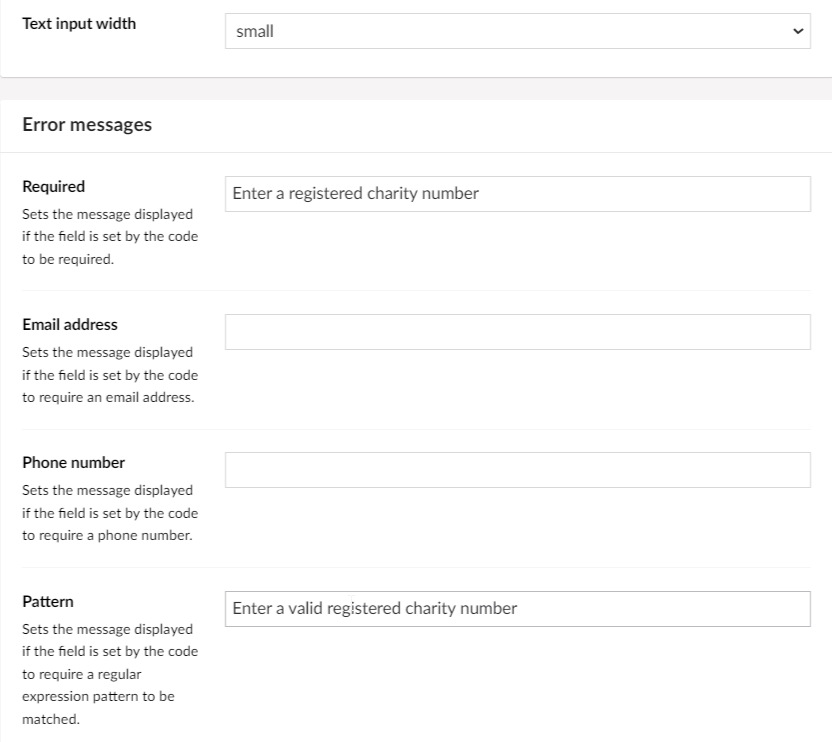 Text input width
small
Error messages
Required
Enter a registered charity number
Sets the message displayed
if the field is set by the code
to be required.
Email address
Sets the message displayed
if the field is set by the code
to require an email address.
Phone number
Sets the message displayed
if the field is set by the code
to require a phone number.
Pattern
Enter a valid registered charity number
Sets the message displayed
if the field is set by the code
to require a regular
expression pattern to be
matched.